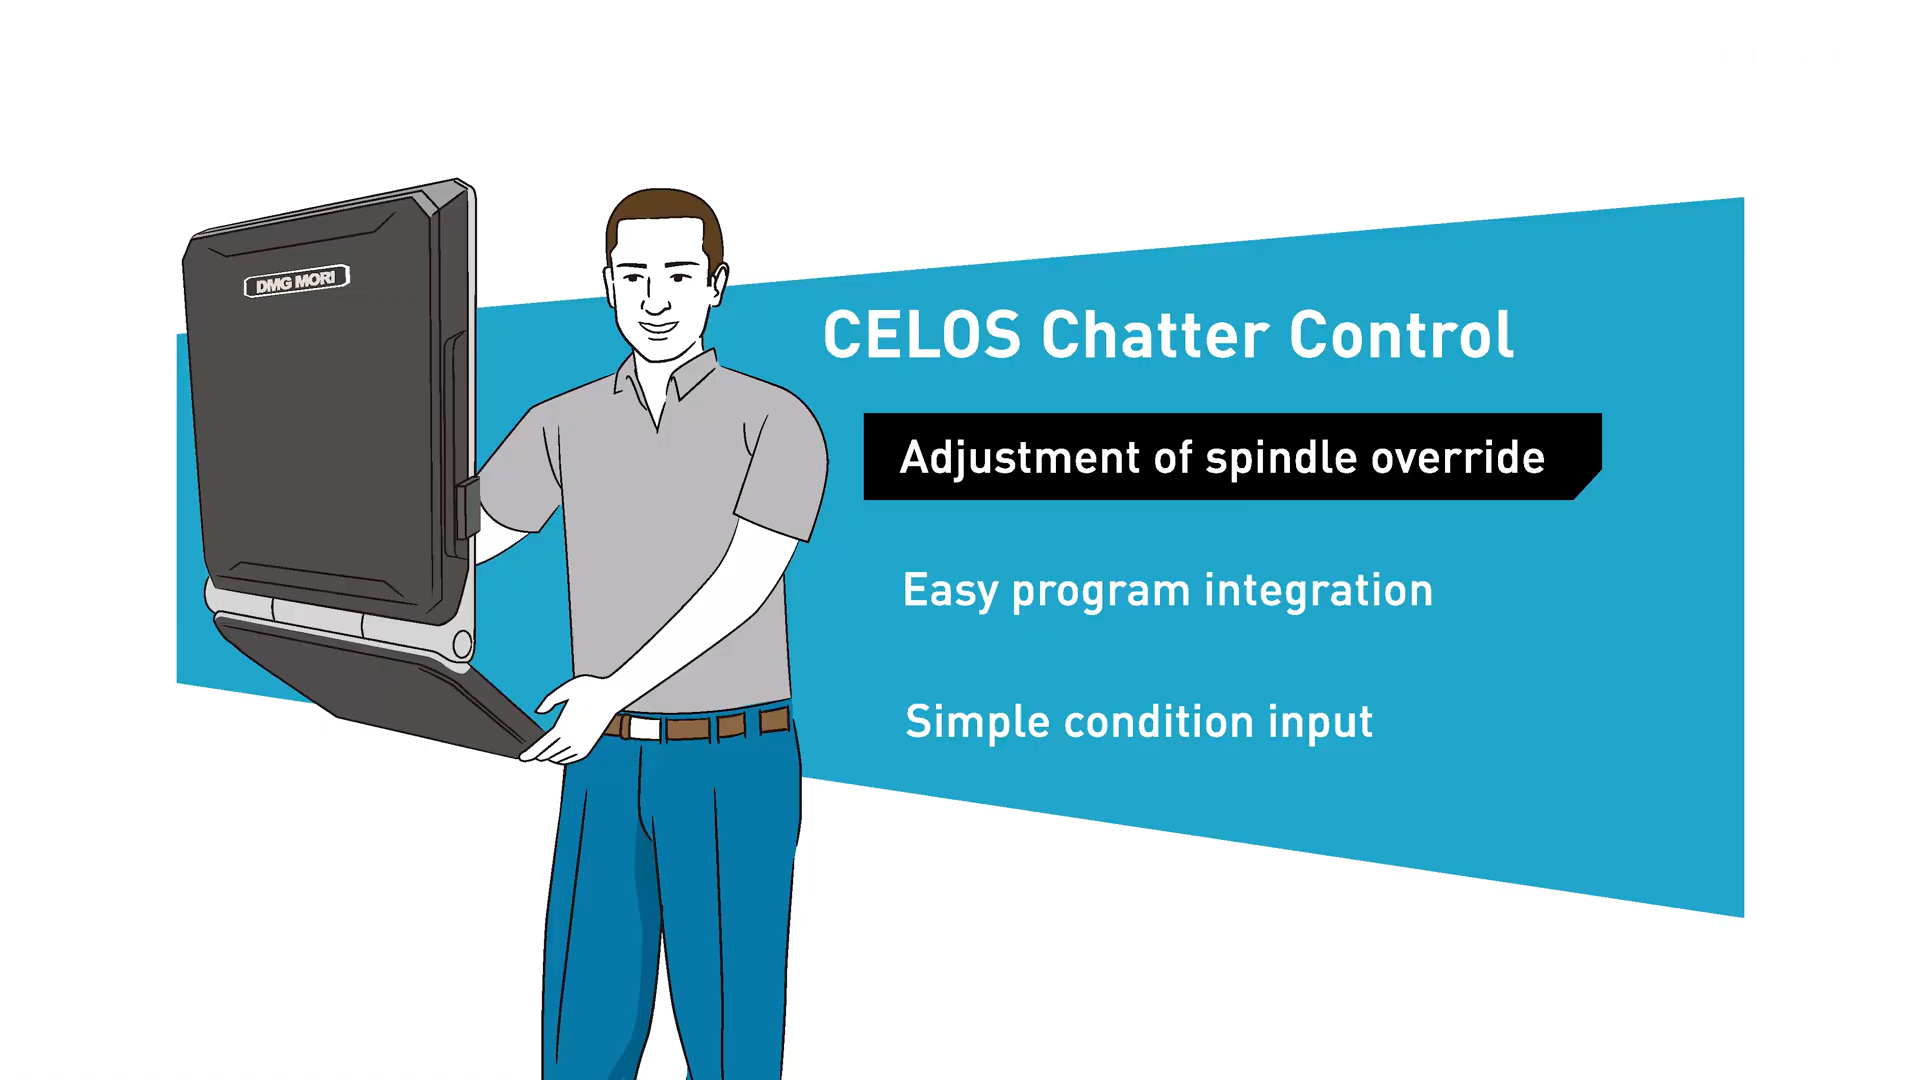 DMG MORI
CELOS Chatter Control
Adjustment of spindle override
Easy program integration
Simple condition input